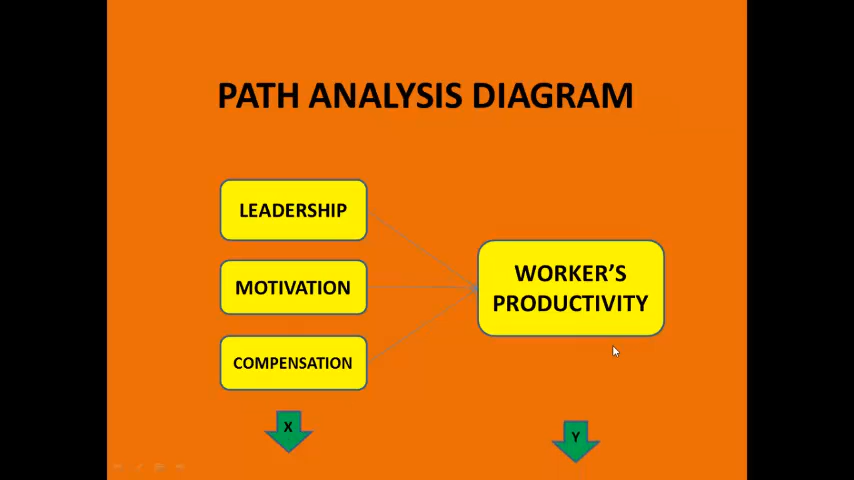 PATH ANALYSIS DIAGRAM
LEADERSHIP
MOTIVATION
COMPENSATION
WORKER’S
PRODUCTIVITY
X
Y